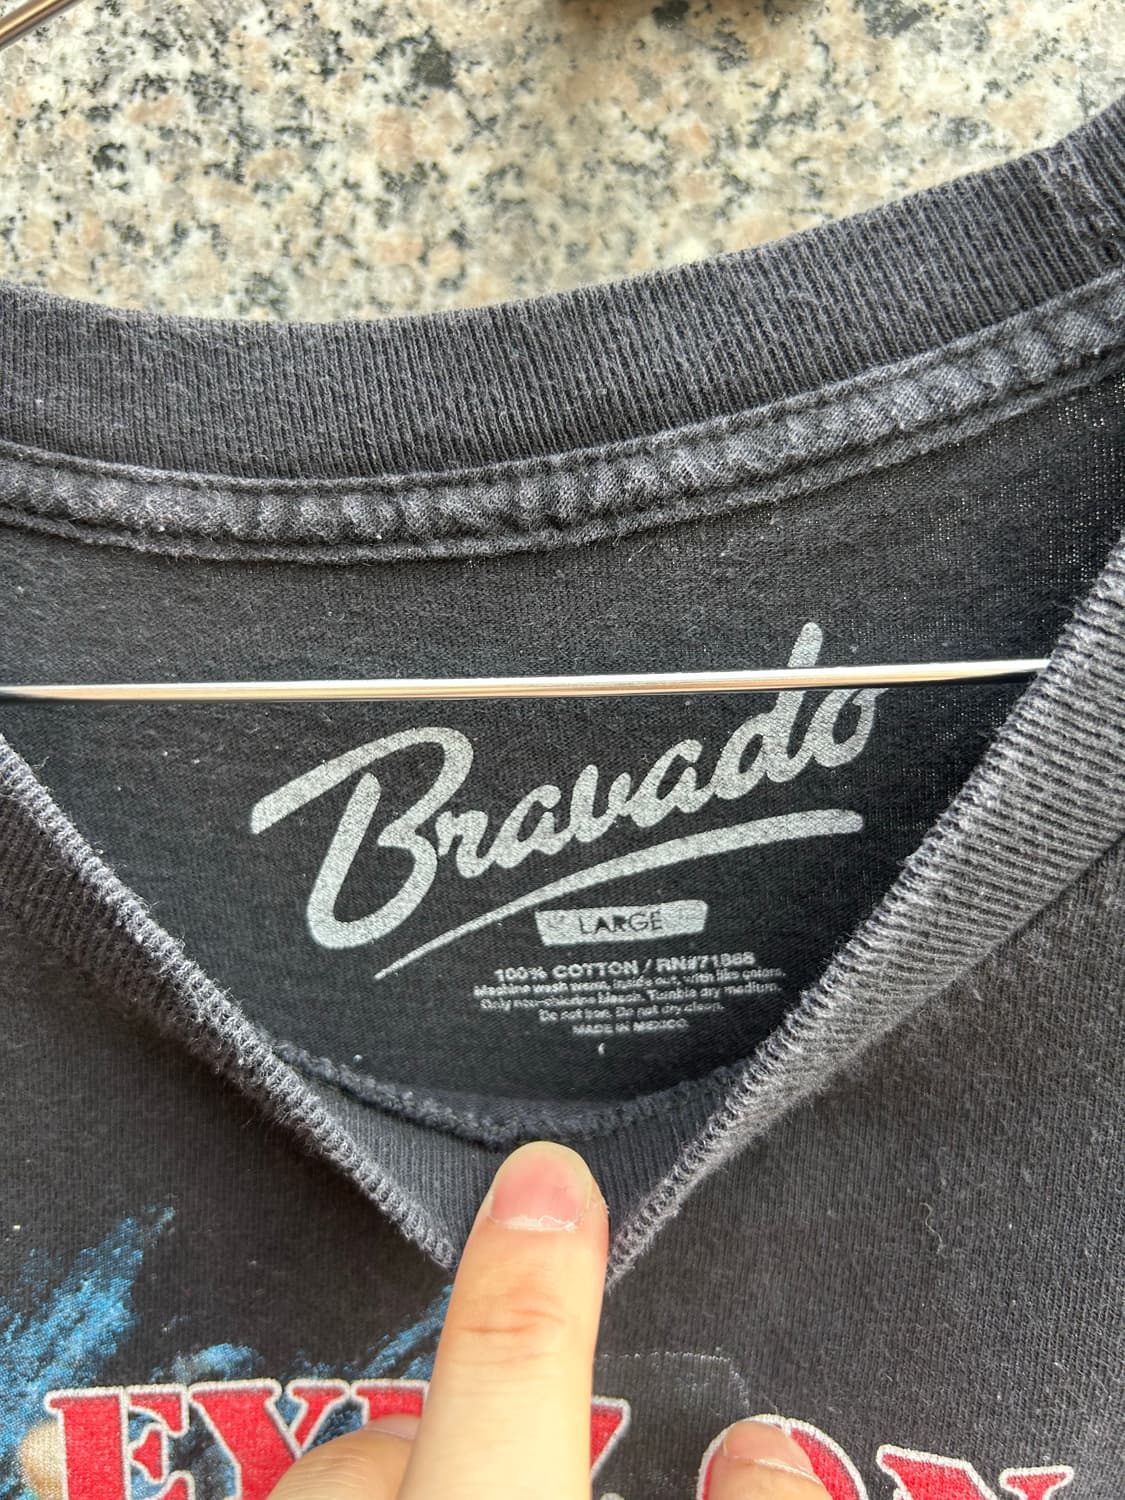 Bravado
LARGE
100% COTTON / RN#71868
Machine wash warm, inside out, with like colors.
Only non-chlorine bleach. Tumble dry medium.
Do not iron. Do not dry clean.
MADE IN MEXICO